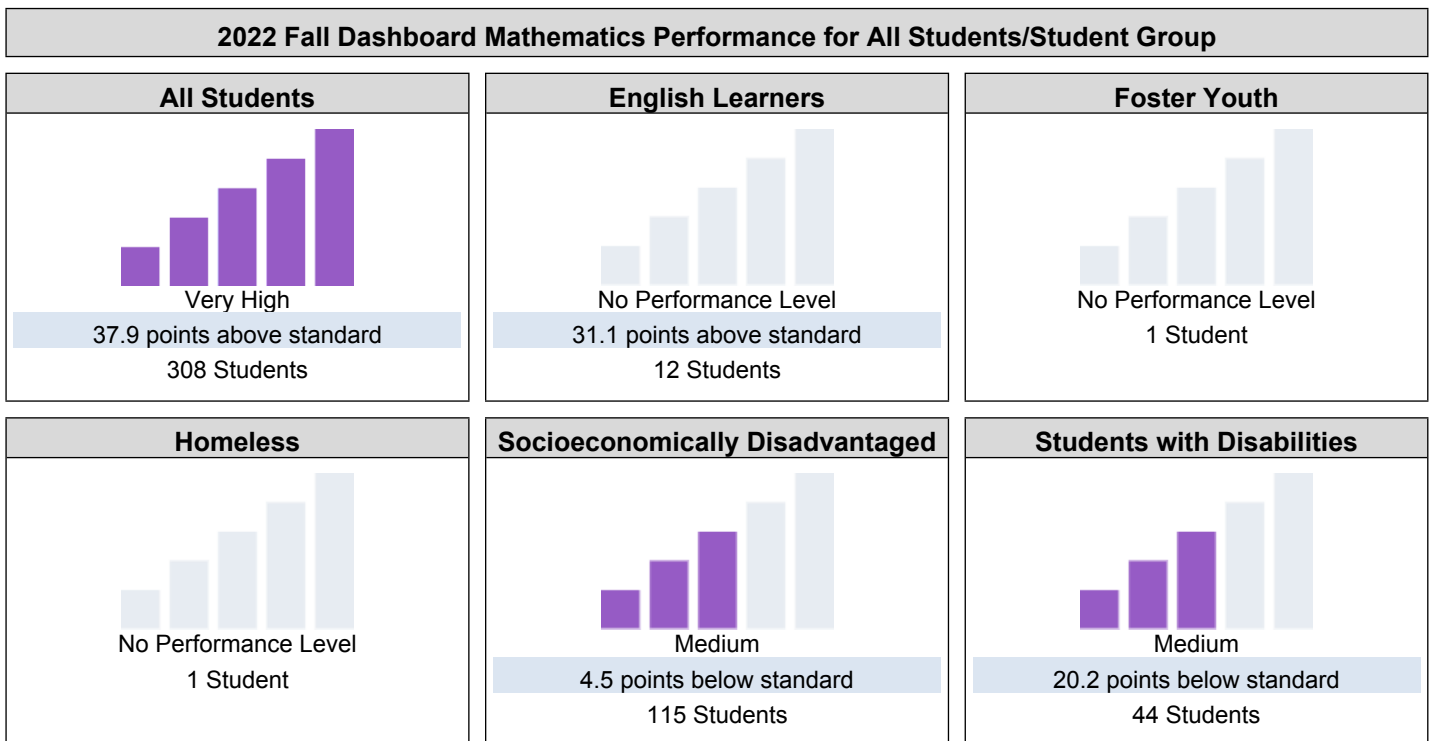 2022 Fall Dashboard Mathematics Performance for All Students/Student Group
All Students
Very High
37.9 points above standard
308 Students
English Learners
No Performance Level
31.1 points above standard
12 Students
Foster Youth
No Performance Level
1 Student
Homeless
No Performance Level
1 Student
Socioeconomically Disadvantaged
Medium
4.5 points below standard
115 Students
Students with Disabilities
Medium
20.2 points below standard
44 Students